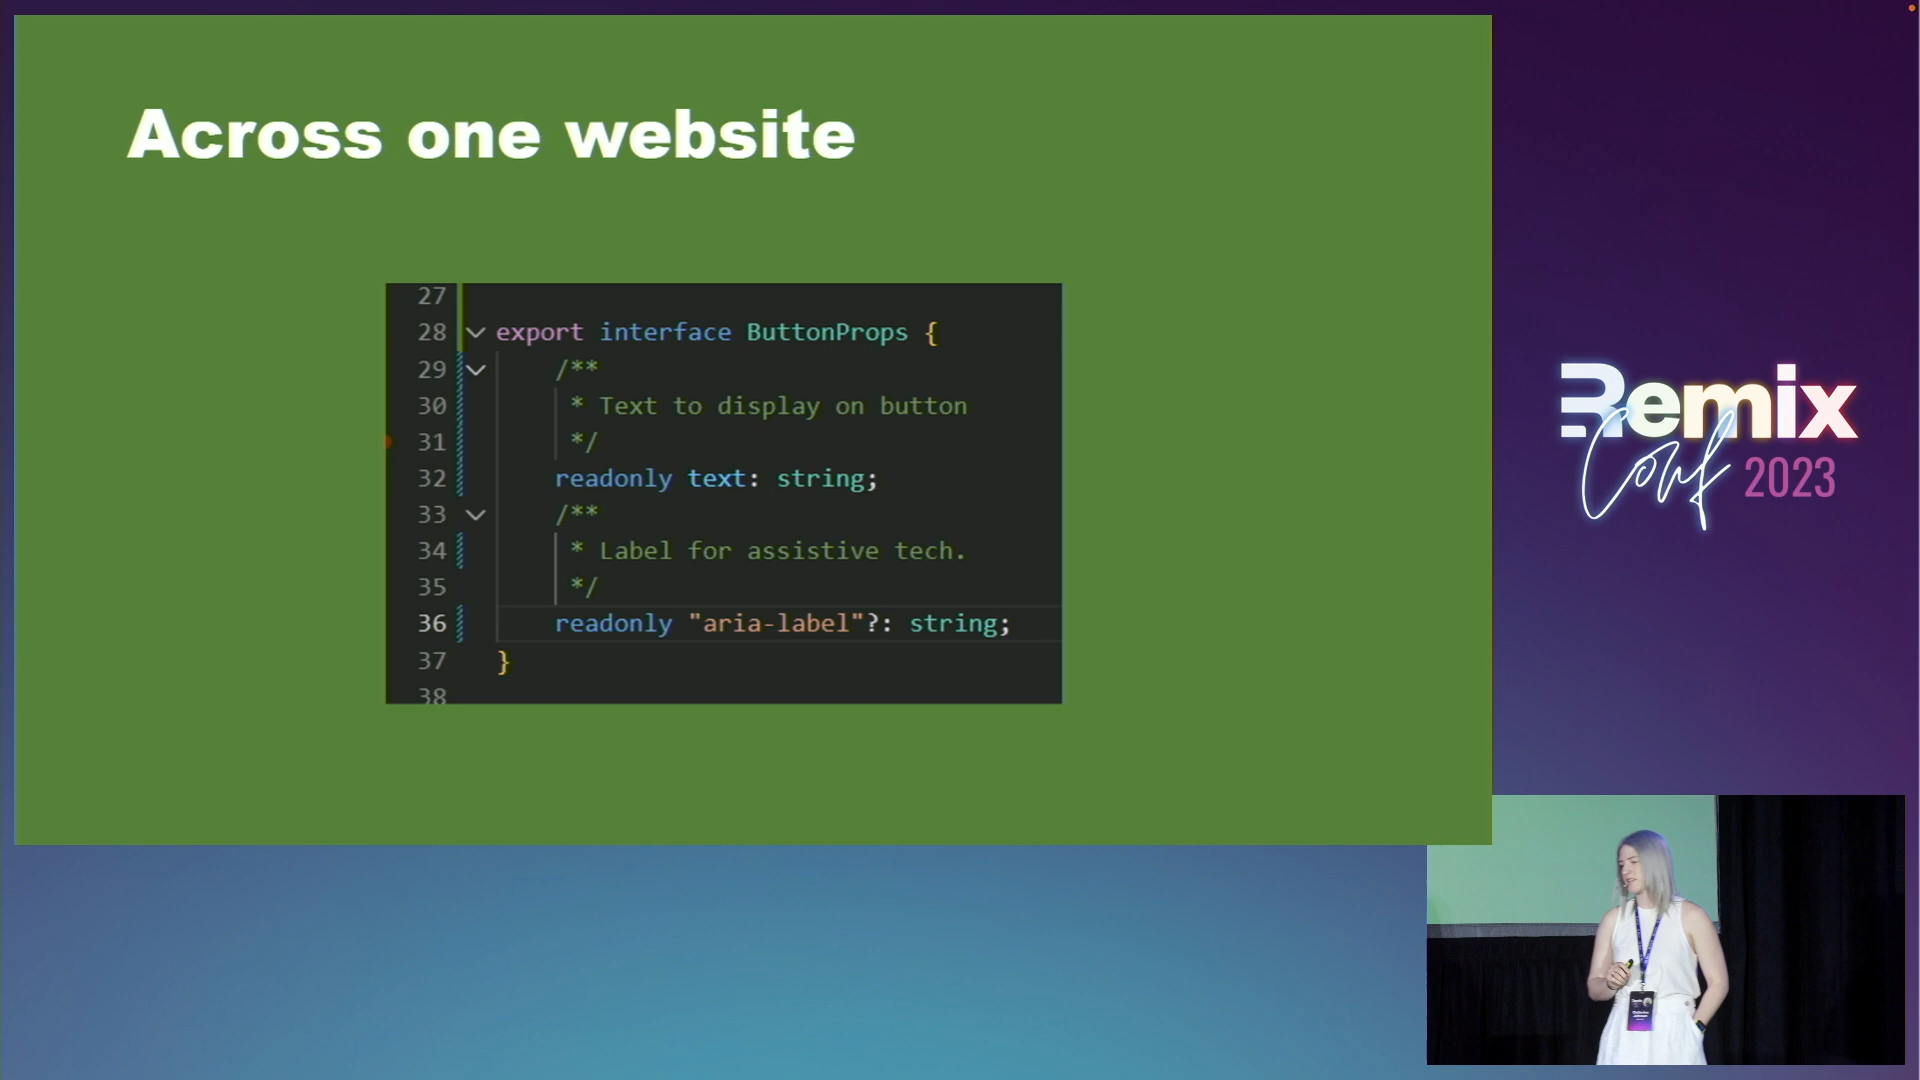 Across one website
27
28 export interface ButtonProps {
29 /**
30 * Text to display on button
31 */
32 readonly text: string;
33 /**
34 * Label for assistive tech.
35 */
36 readonly "aria-label"?: string;
37 }
38
Remix
Conf 2023